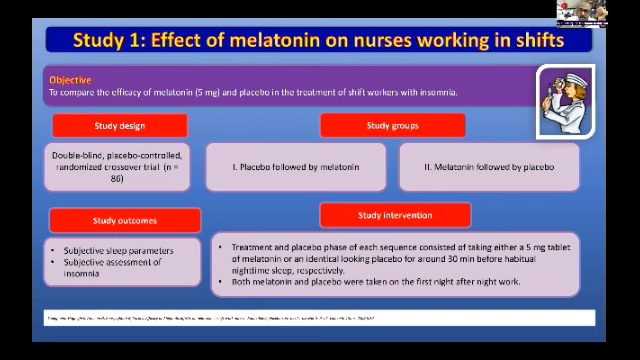 Study 1: Effect of melatonin on nurses working in shifts
Objective
To compare the efficacy of melatonin (5 mg) and placebo in the treatment of shift workers with insomnia.
Study design
Double-blind, placebo-controlled,
randomized crossover trial (n =
86)
Study groups
I. Placebo followed by melatonin
II. Melatonin followed by placebo
Study outcomes
• Subjective sleep parameters
• Subjective assessment of
insomnia
Study intervention
• Treatment and placebo phase of each sequence consisted of taking either a 5 mg tablet
of melatonin or an identical looking placebo for around 30 min before habitual
nighttime sleep, respectively.
• Both melatonin and placebo were taken on the first night after night work.